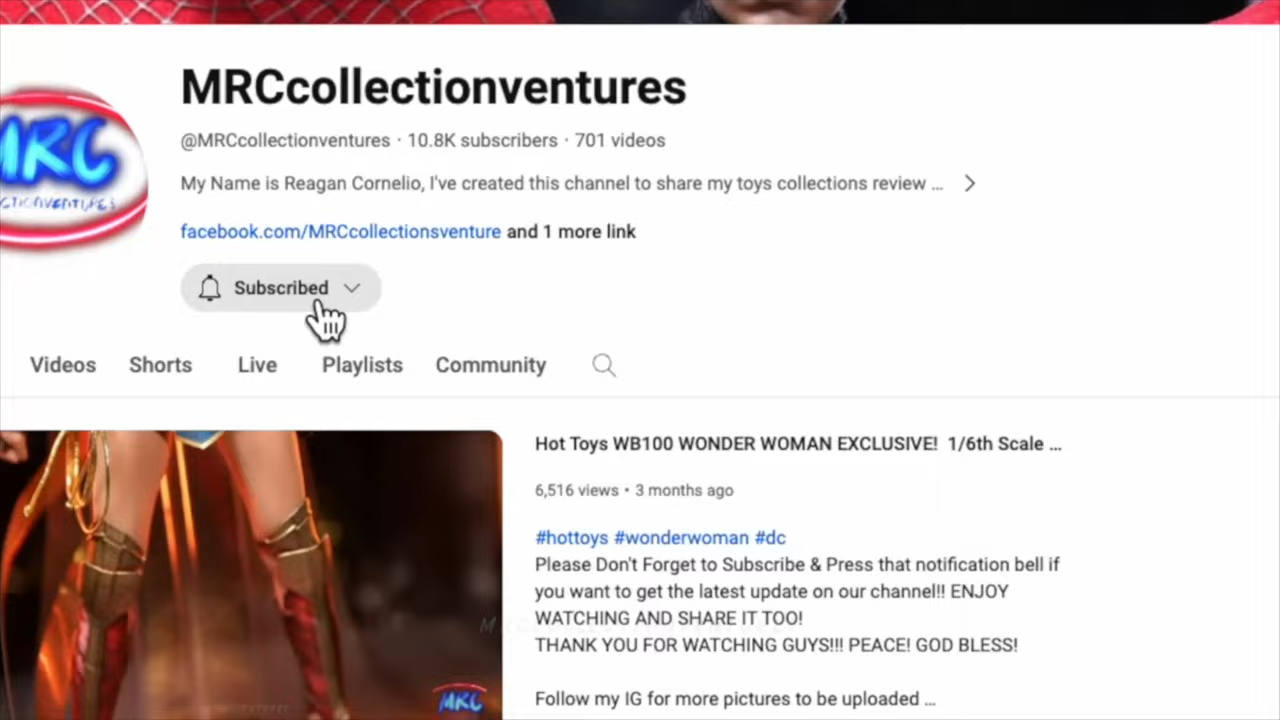 MRCcollectionventures
@MRCcollectionventures · 10.8K subscribers · 701 videos
My Name is Reagan Cornelio, I've created this channel to share my toys collections review ...
facebook.com/MRCcollectionsventure and 1 more link
MRC
Subscribed
Videos Shorts Live Playlists Community
Hot Toys WB100 WONDER WOMAN EXCLUSIVE! 1/6th Scale ...
6,516 views • 3 months ago
#hottoys #wonderwoman #dc
Please Don't Forget to Subscribe & Press that notification bell if
you want to get the latest update on our channel!! ENJOY
WATCHING AND SHARE IT TOO!
THANK YOU FOR WATCHING GUYS!!! PEACE! GOD BLESS!
Follow my IG for more pictures to be uploaded ...
MRC